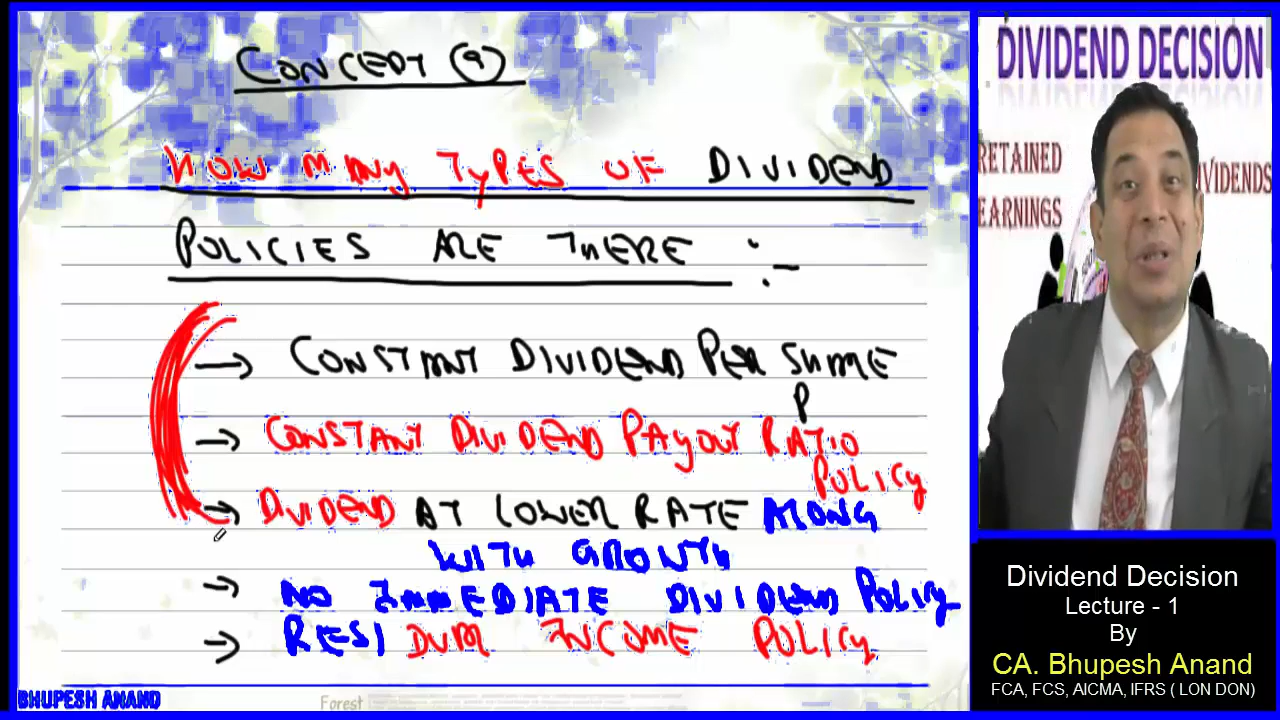 CONCEPT (9)
HOW MANY TYPES OF DIVIDEND
POLICIES ARE THERE :-
→ CONSTANT DIVIDEND PER SHARE
P
→ CONSTANT DIVIDEND PAYOUT RATIO
POLICY
→ DIVIDEND AT LOWER RATE ALONG
WITH GROWTH
→ NO IMMEDIATE DIVIDEND POLICY
→ RESIDUAL INCOME POLICY
BHUPESH ANAND
Forest
DIVIDEND DECISION
RETAINED
EARNINGS
DIVIDENDS
Dividend Decision
Lecture - 1
By
CA. Bhupesh Anand
FCA, FCS, AICMA, IFRS ( LON DON)